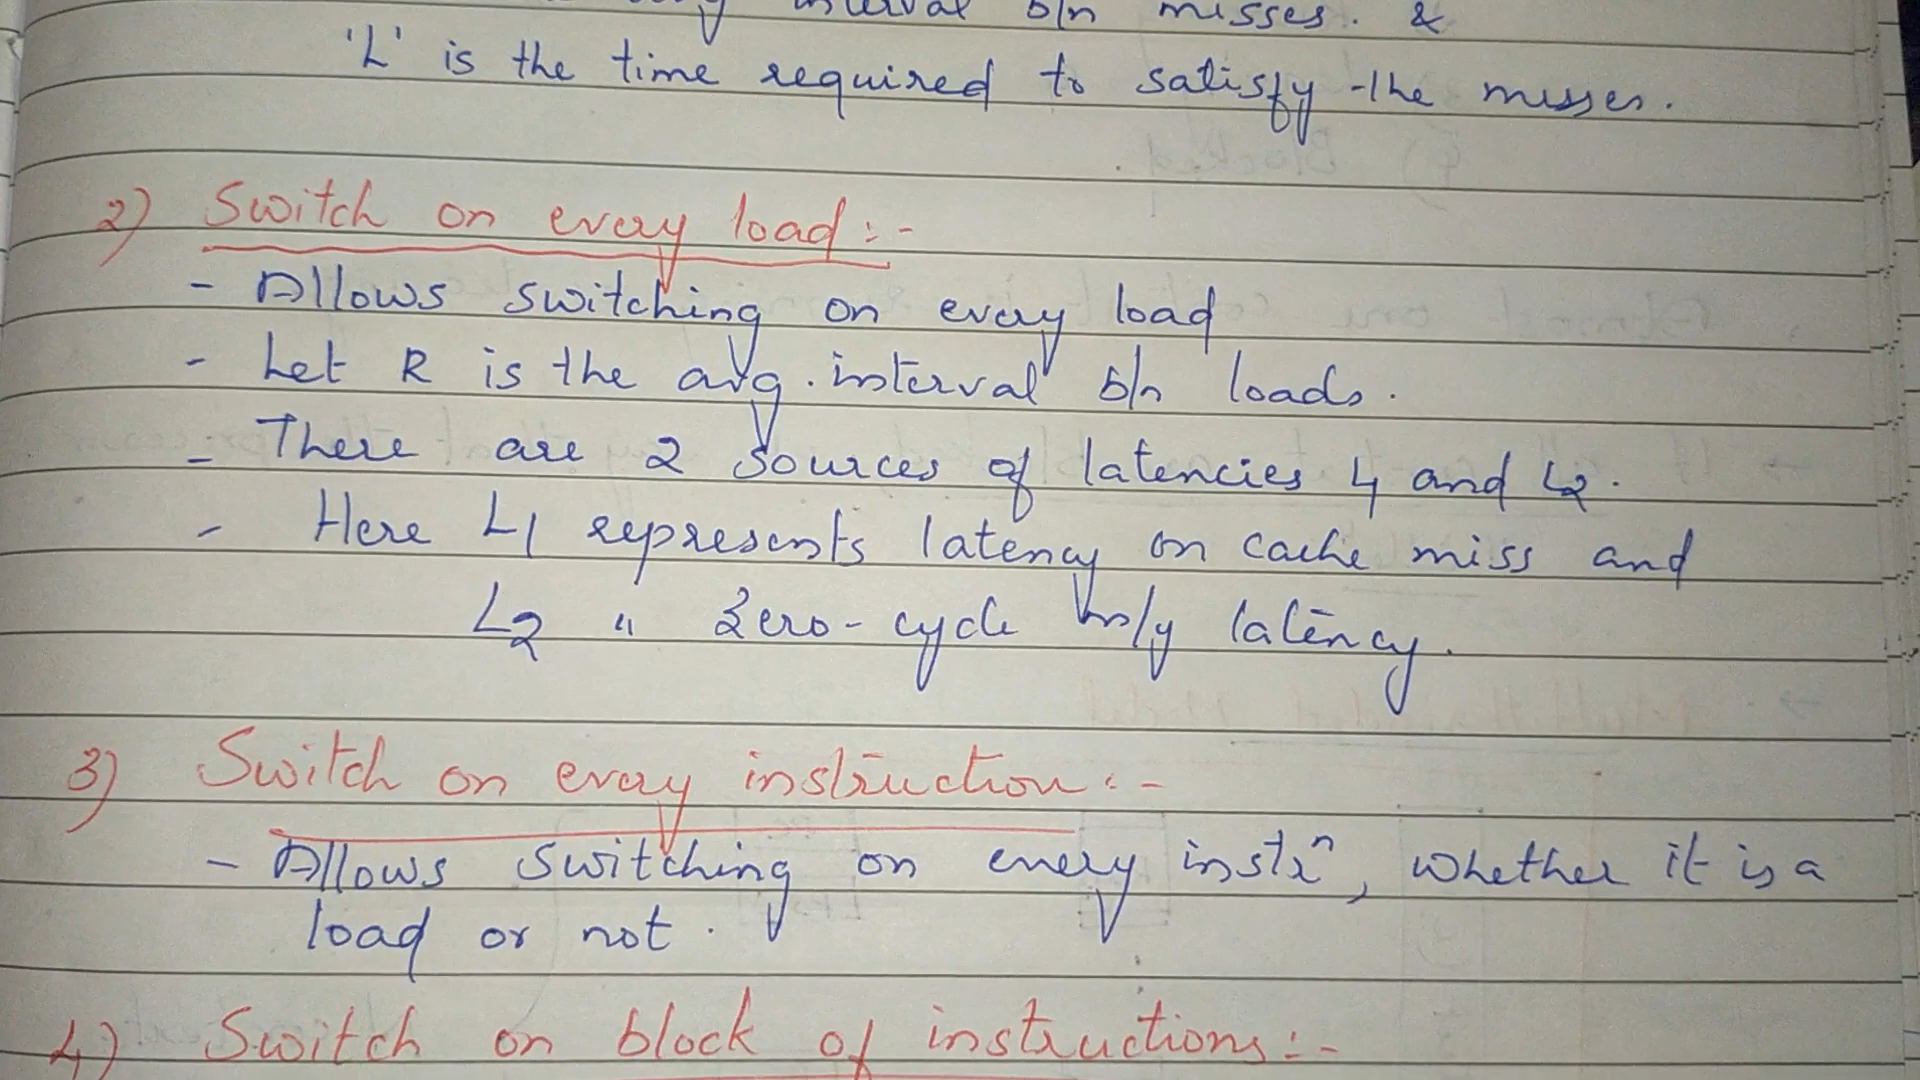 interval b/n misses. &
'L' is the time required to satisfy the misses.
2) Switch on every load :-
- Allows switching on every load
- Let R is the avg. interval b/n loads.
- There are 2 sources of latencies L1 and L2.
- Here L1 represents latency on cache miss and
L2 " Zero-cycle m/y latency.
3) Switch on every instruction :-
- Allows switching on every instrⁿ, whether it is a
load or not.
4) Switch on block of instructions :-